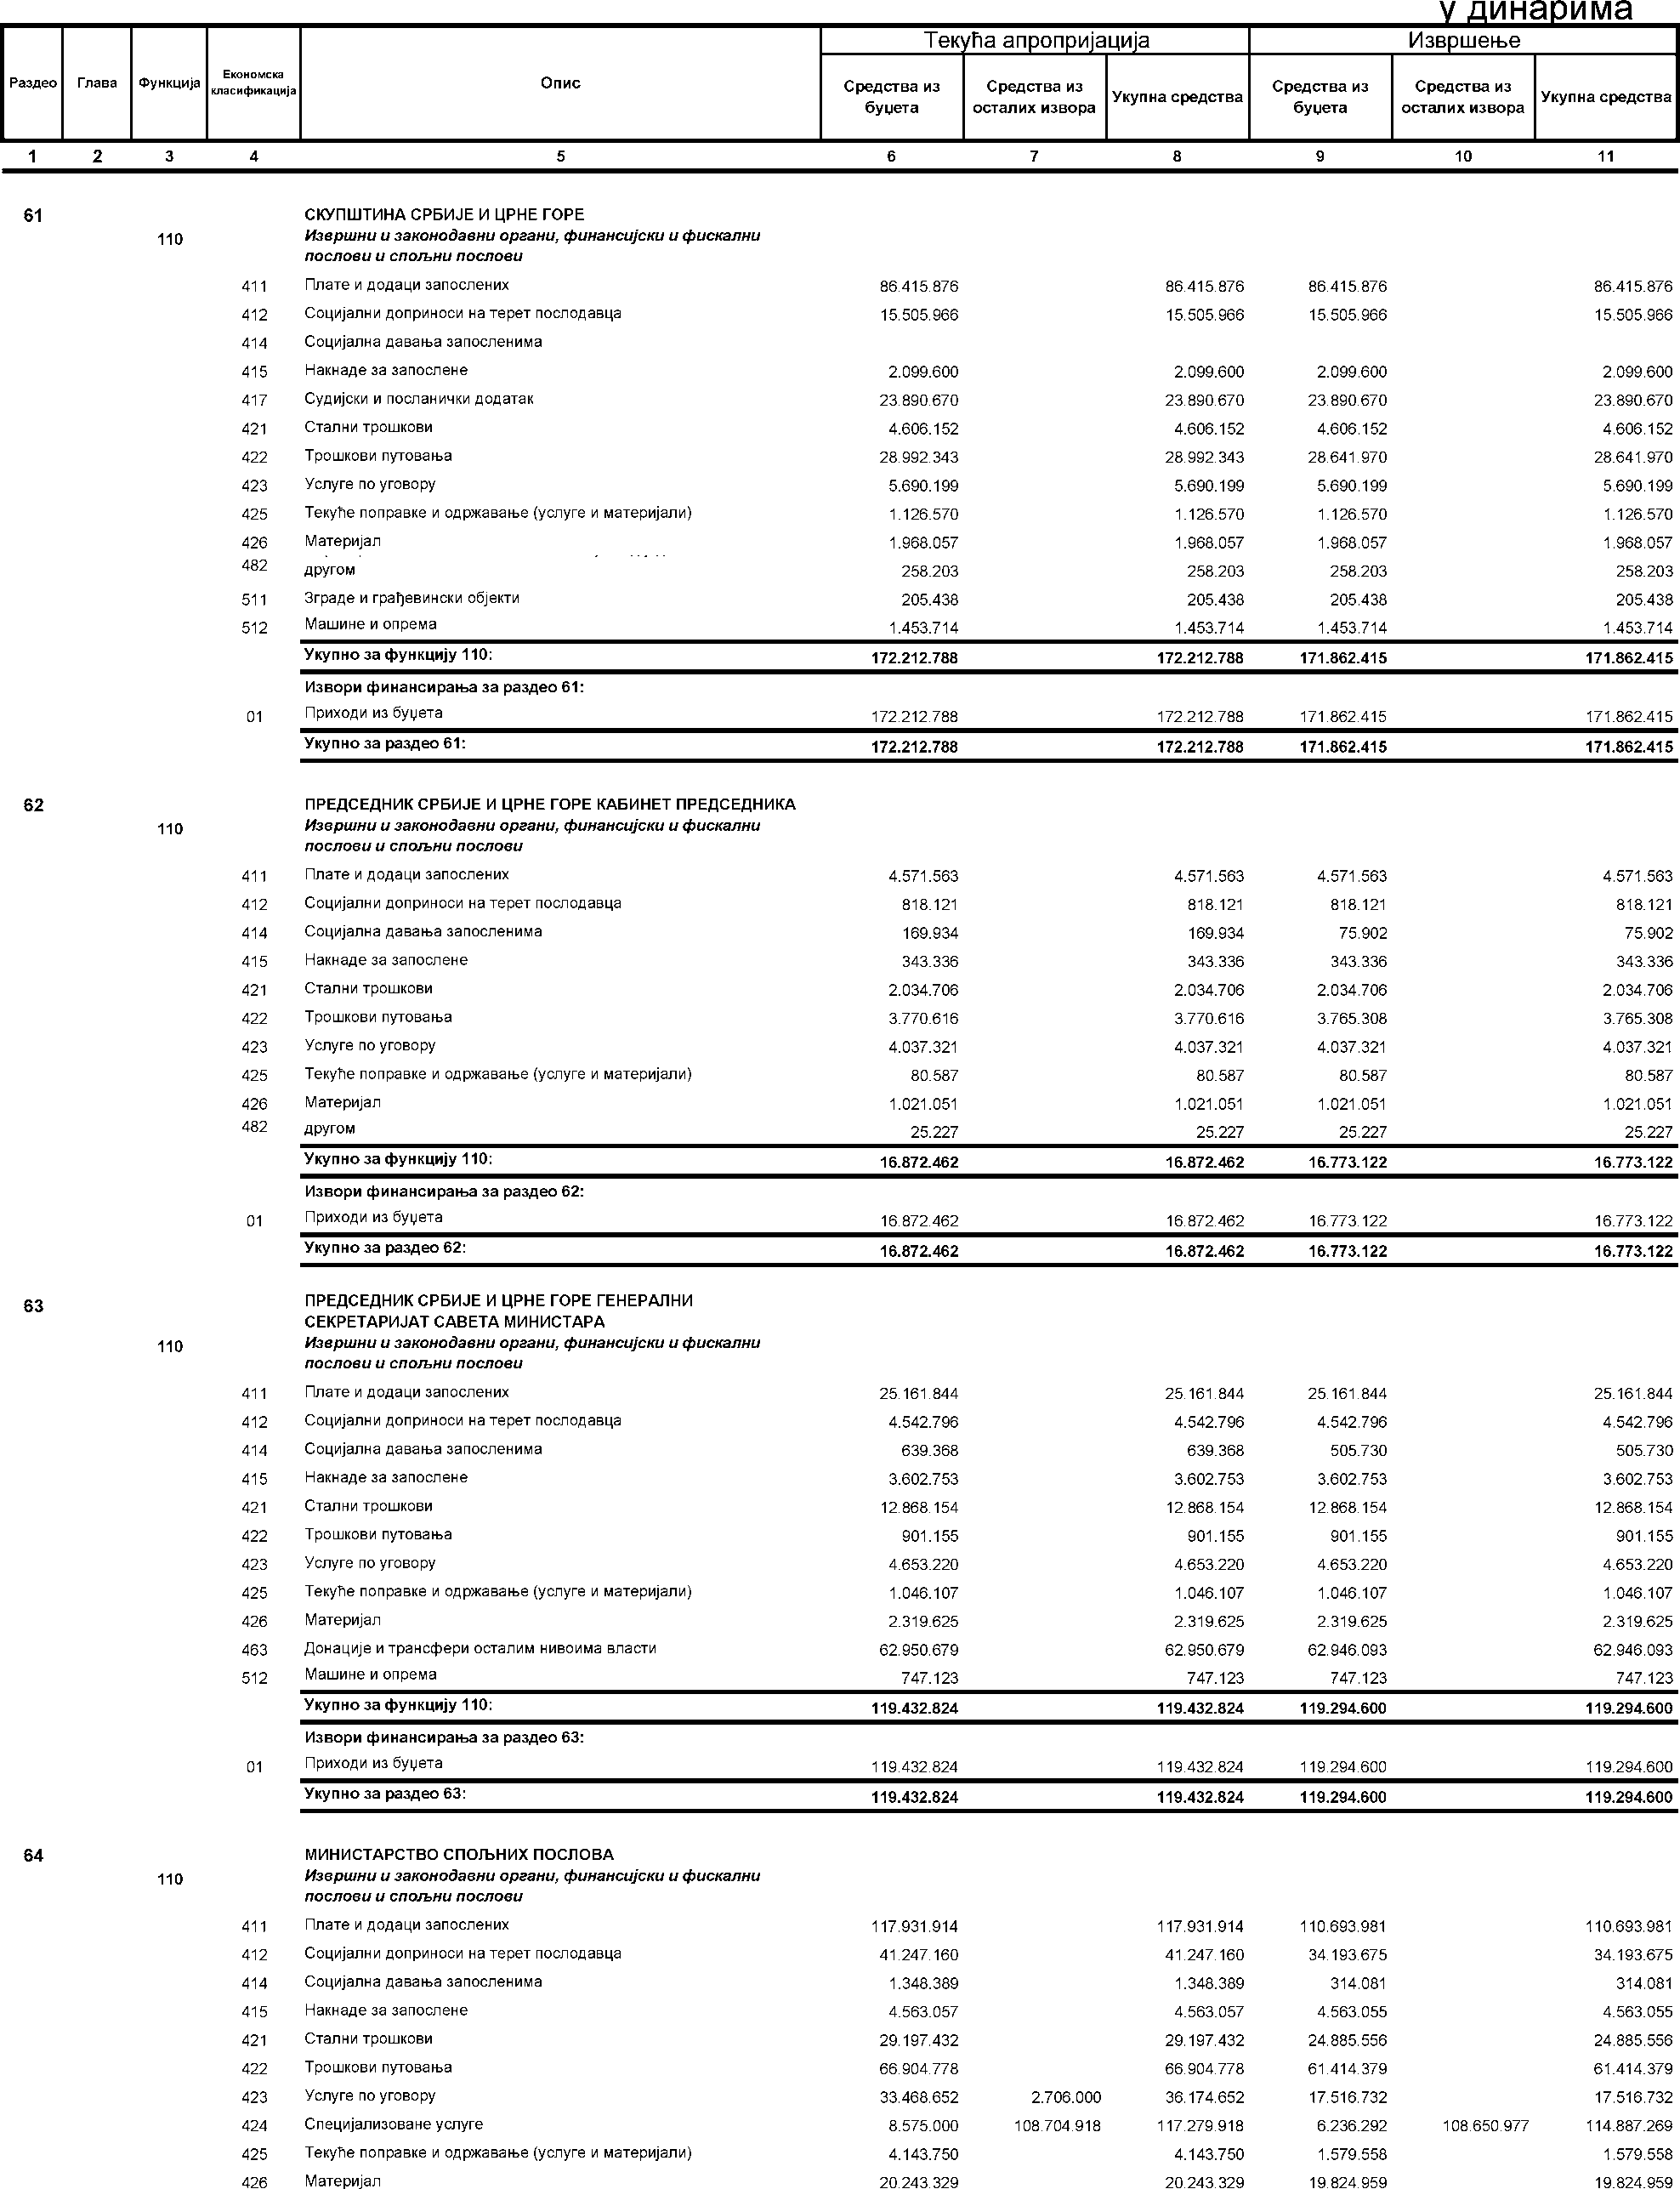 у динарима
Текућа апропријација Извршење
Раздео Глава Функција Економска класификација Опис Средства из буџета Средства из осталих извора Укупна средства Средства из буџета Средства из осталих извора Укупна средства
1 2 3 4 5 6 7 8 9 10 11
61 СКУПШТИНА СРБИЈЕ И ЦРНЕ ГОРЕ
110 Извршни и законодавни органи, финансијски и фискални
послови и спољни послови
411 Плате и додаци запослених 86.415.876 86.415.876 86.415.876 86.415.876
412 Социјални доприноси на терет послодавца 15.505.966 15.505.966 15.505.966 15.505.966
414 Социјална давања запосленима
415 Накнаде за запослене 2.099.600 2.099.600 2.099.600 2.099.600
417 Судијски и посланички додатак 23.890.670 23.890.670 23.890.670 23.890.670
421 Стални трошкови 4.606.152 4.606.152 4.606.152 4.606.152
422 Трошкови путовања 28.992.343 28.992.343 28.641.970 28.641.970
423 Услуге по уговору 5.690.199 5.690.199 5.690.199 5.690.199
425 Текуће поправке и одржавање (услуге и материјали) 1.126.570 1.126.570 1.126.570 1.126.570
426 Материјал 1.968.057 1.968.057 1.968.057 1.968.057
482 другом 258.203 258.203 258.203 258.203
511 Зграде и грађевински објекти 205.438 205.438 205.438 205.438
512 Машине и опрема 1.453.714 1.453.714 1.453.714 1.453.714
Укупно за функцију 110: 172.212.788 172.212.788 171.862.415 171.862.415
Извори финансирања за раздео 61:
01 Приходи из буџета 172.212.788 172.212.788 171.862.415 171.862.415
Укупно за раздео 61: 172.212.788 172.212.788 171.862.415 171.862.415
62 ПРЕДСЕДНИК СРБИЈЕ И ЦРНЕ ГОРЕ КАБИНЕТ ПРЕДСЕДНИКА
110 Извршни и законодавни органи, финансијски и фискални
послови и спољни послови
411 Плате и додаци запослених 4.571.563 4.571.563 4.571.563 4.571.563
412 Социјални доприноси на терет послодавца 818.121 818.121 818.121 818.121
414 Социјална давања запосленима 169.934 169.934 75.902 75.902
415 Накнаде за запослене 343.336 343.336 343.336 343.336
421 Стални трошкови 2.034.706 2.034.706 2.034.706 2.034.706
422 Трошкови путовања 3.770.616 3.770.616 3.765.308 3.765.308
423 Услуге по уговору 4.037.321 4.037.321 4.037.321 4.037.321
425 Текуће поправке и одржавање (услуге и материјали) 80.587 80.587 80.587 80.587
426 Материјал 1.021.051 1.021.051 1.021.051 1.021.051
482 другом 25.227 25.227 25.227 25.227
Укупно за функцију 110: 16.872.462 16.872.462 16.773.122 16.773.122
Извори финансирања за раздео 62:
01 Приходи из буџета 16.872.462 16.872.462 16.773.122 16.773.122
Укупно за раздео 62: 16.872.462 16.872.462 16.773.122 16.773.122
63 ПРЕДСЕДНИК СРБИЈЕ И ЦРНЕ ГОРЕ ГЕНЕРАЛНИ
СЕКРЕТАРИЈАТ САВЕТА МИНИСТАРА
110 Извршни и законодавни органи, финансијски и фискални
послови и спољни послови
411 Плате и додаци запослених 25.161.844 25.161.844 25.161.844 25.161.844
412 Социјални доприноси на терет послодавца 4.542.796 4.542.796 4.542.796 4.542.796
414 Социјална давања запосленима 639.368 639.368 505.730 505.730
415 Накнаде за запослене 3.602.753 3.602.753 3.602.753 3.602.753
421 Стални трошкови 12.868.154 12.868.154 12.868.154 12.868.154
422 Трошкови путовања 901.155 901.155 901.155 901.155
423 Услуге по уговору 4.653.220 4.653.220 4.653.220 4.653.220
425 Текуће поправке и одржавање (услуге и материјали) 1.046.107 1.046.107 1.046.107 1.046.107
426 Материјал 2.319.625 2.319.625 2.319.625 2.319.625
463 Донације и трансфери осталим нивоима власти 62.950.679 62.950.679 62.946.093 62.946.093
512 Машине и опрема 747.123 747.123 747.123 747.123
Укупно за функцију 110: 119.432.824 119.432.824 119.294.600 119.294.600
Извори финансирања за раздео 63:
01 Приходи из буџета 119.432.824 119.432.824 119.294.600 119.294.600
Укупно за раздео 63: 119.432.824 119.432.824 119.294.600 119.294.600
64 МИНИСТАРСТВО СПОЉНИХ ПОСЛОВА
110 Извршни и законодавни органи, финансијски и фискални
послови и спољни послови
411 Плате и додаци запослених 117.931.914 117.931.914 110.693.981 110.693.981
412 Социјални доприноси на терет послодавца 41.247.160 41.247.160 34.193.675 34.193.675
414 Социјална давања запосленима 1.348.389 1.348.389 314.081 314.081
415 Накнаде за запослене 4.563.057 4.563.057 4.563.055 4.563.055
421 Стални трошкови 29.197.432 29.197.432 24.885.556 24.885.556
422 Трошкови путовања 66.904.778 66.904.778 61.414.379 61.414.379
423 Услуге по уговору 33.468.652 2.706.000 36.174.652 17.516.732 17.516.732
424 Специјализоване услуге 8.575.000 108.704.918 117.279.918 6.236.292 108.650.977 114.887.269
425 Текуће поправке и одржавање (услуге и материјали) 4.143.750 4.143.750 1.579.558 1.579.558
426 Материјал 20.243.329 20.243.329 19.824.959 19.824.959